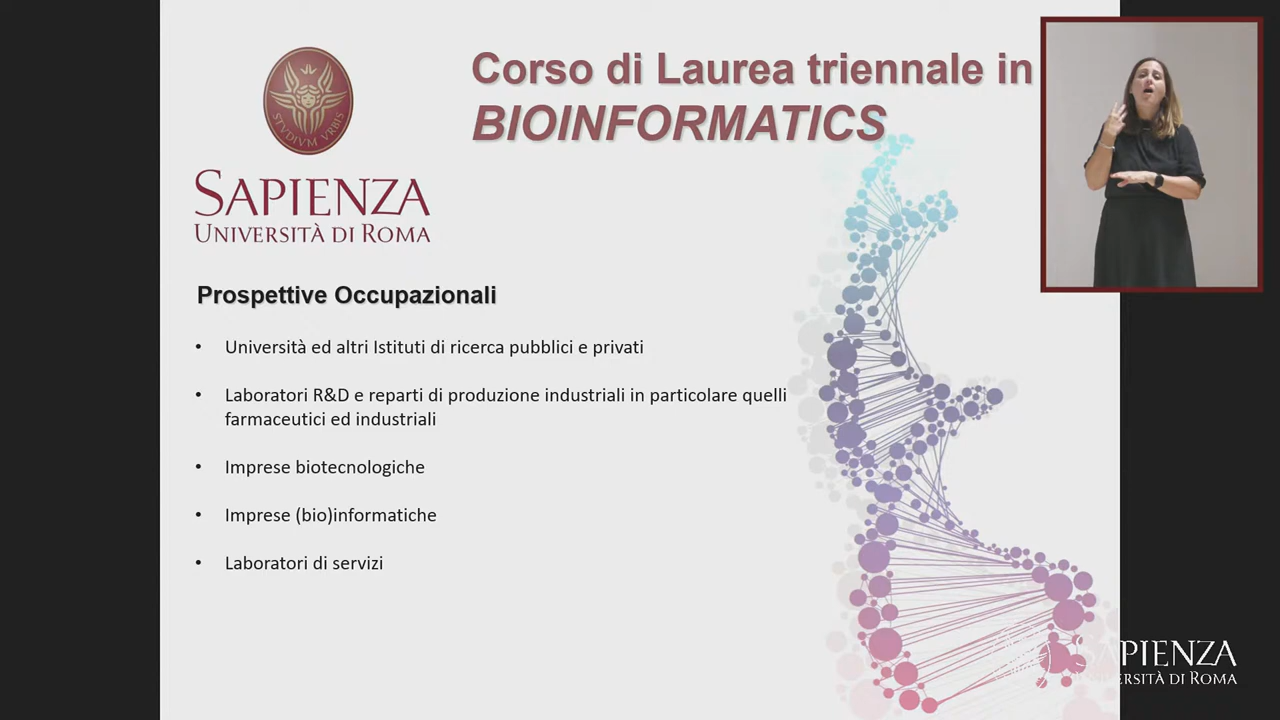 Corso di Laurea triennale in
BIOINFORMATICS
STVDIVM VRBIS
SAPIENZA
UNIVERSITÀ DI ROMA
Prospettive Occupazionali
• Università ed altri Istituti di ricerca pubblici e privati
• Laboratori R&D e reparti di produzione industriali in particolare quelli
farmaceutici ed industriali
• Imprese biotecnologiche
• Imprese (bio)informatiche
• Laboratori di servizi
SAPIENZA
UNIVERSITÀ DI ROMA